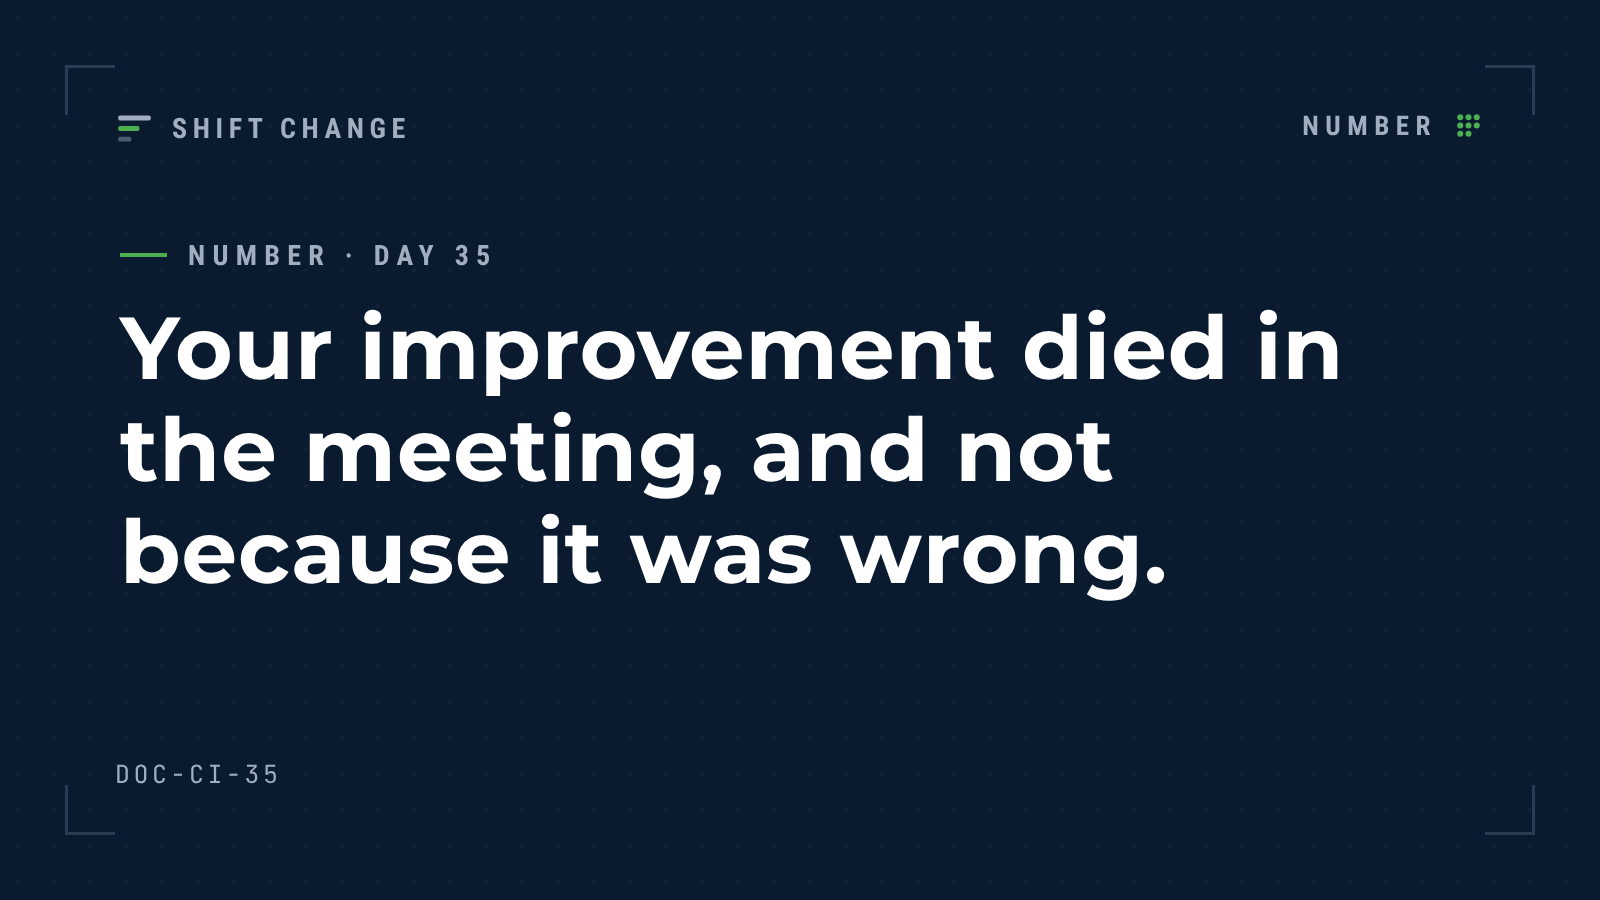 SHIFT CHANGE
NUMBER
NUMBER · DAY 35
Your improvement died in
the meeting, and not
because it was wrong.
DOC-CI-35